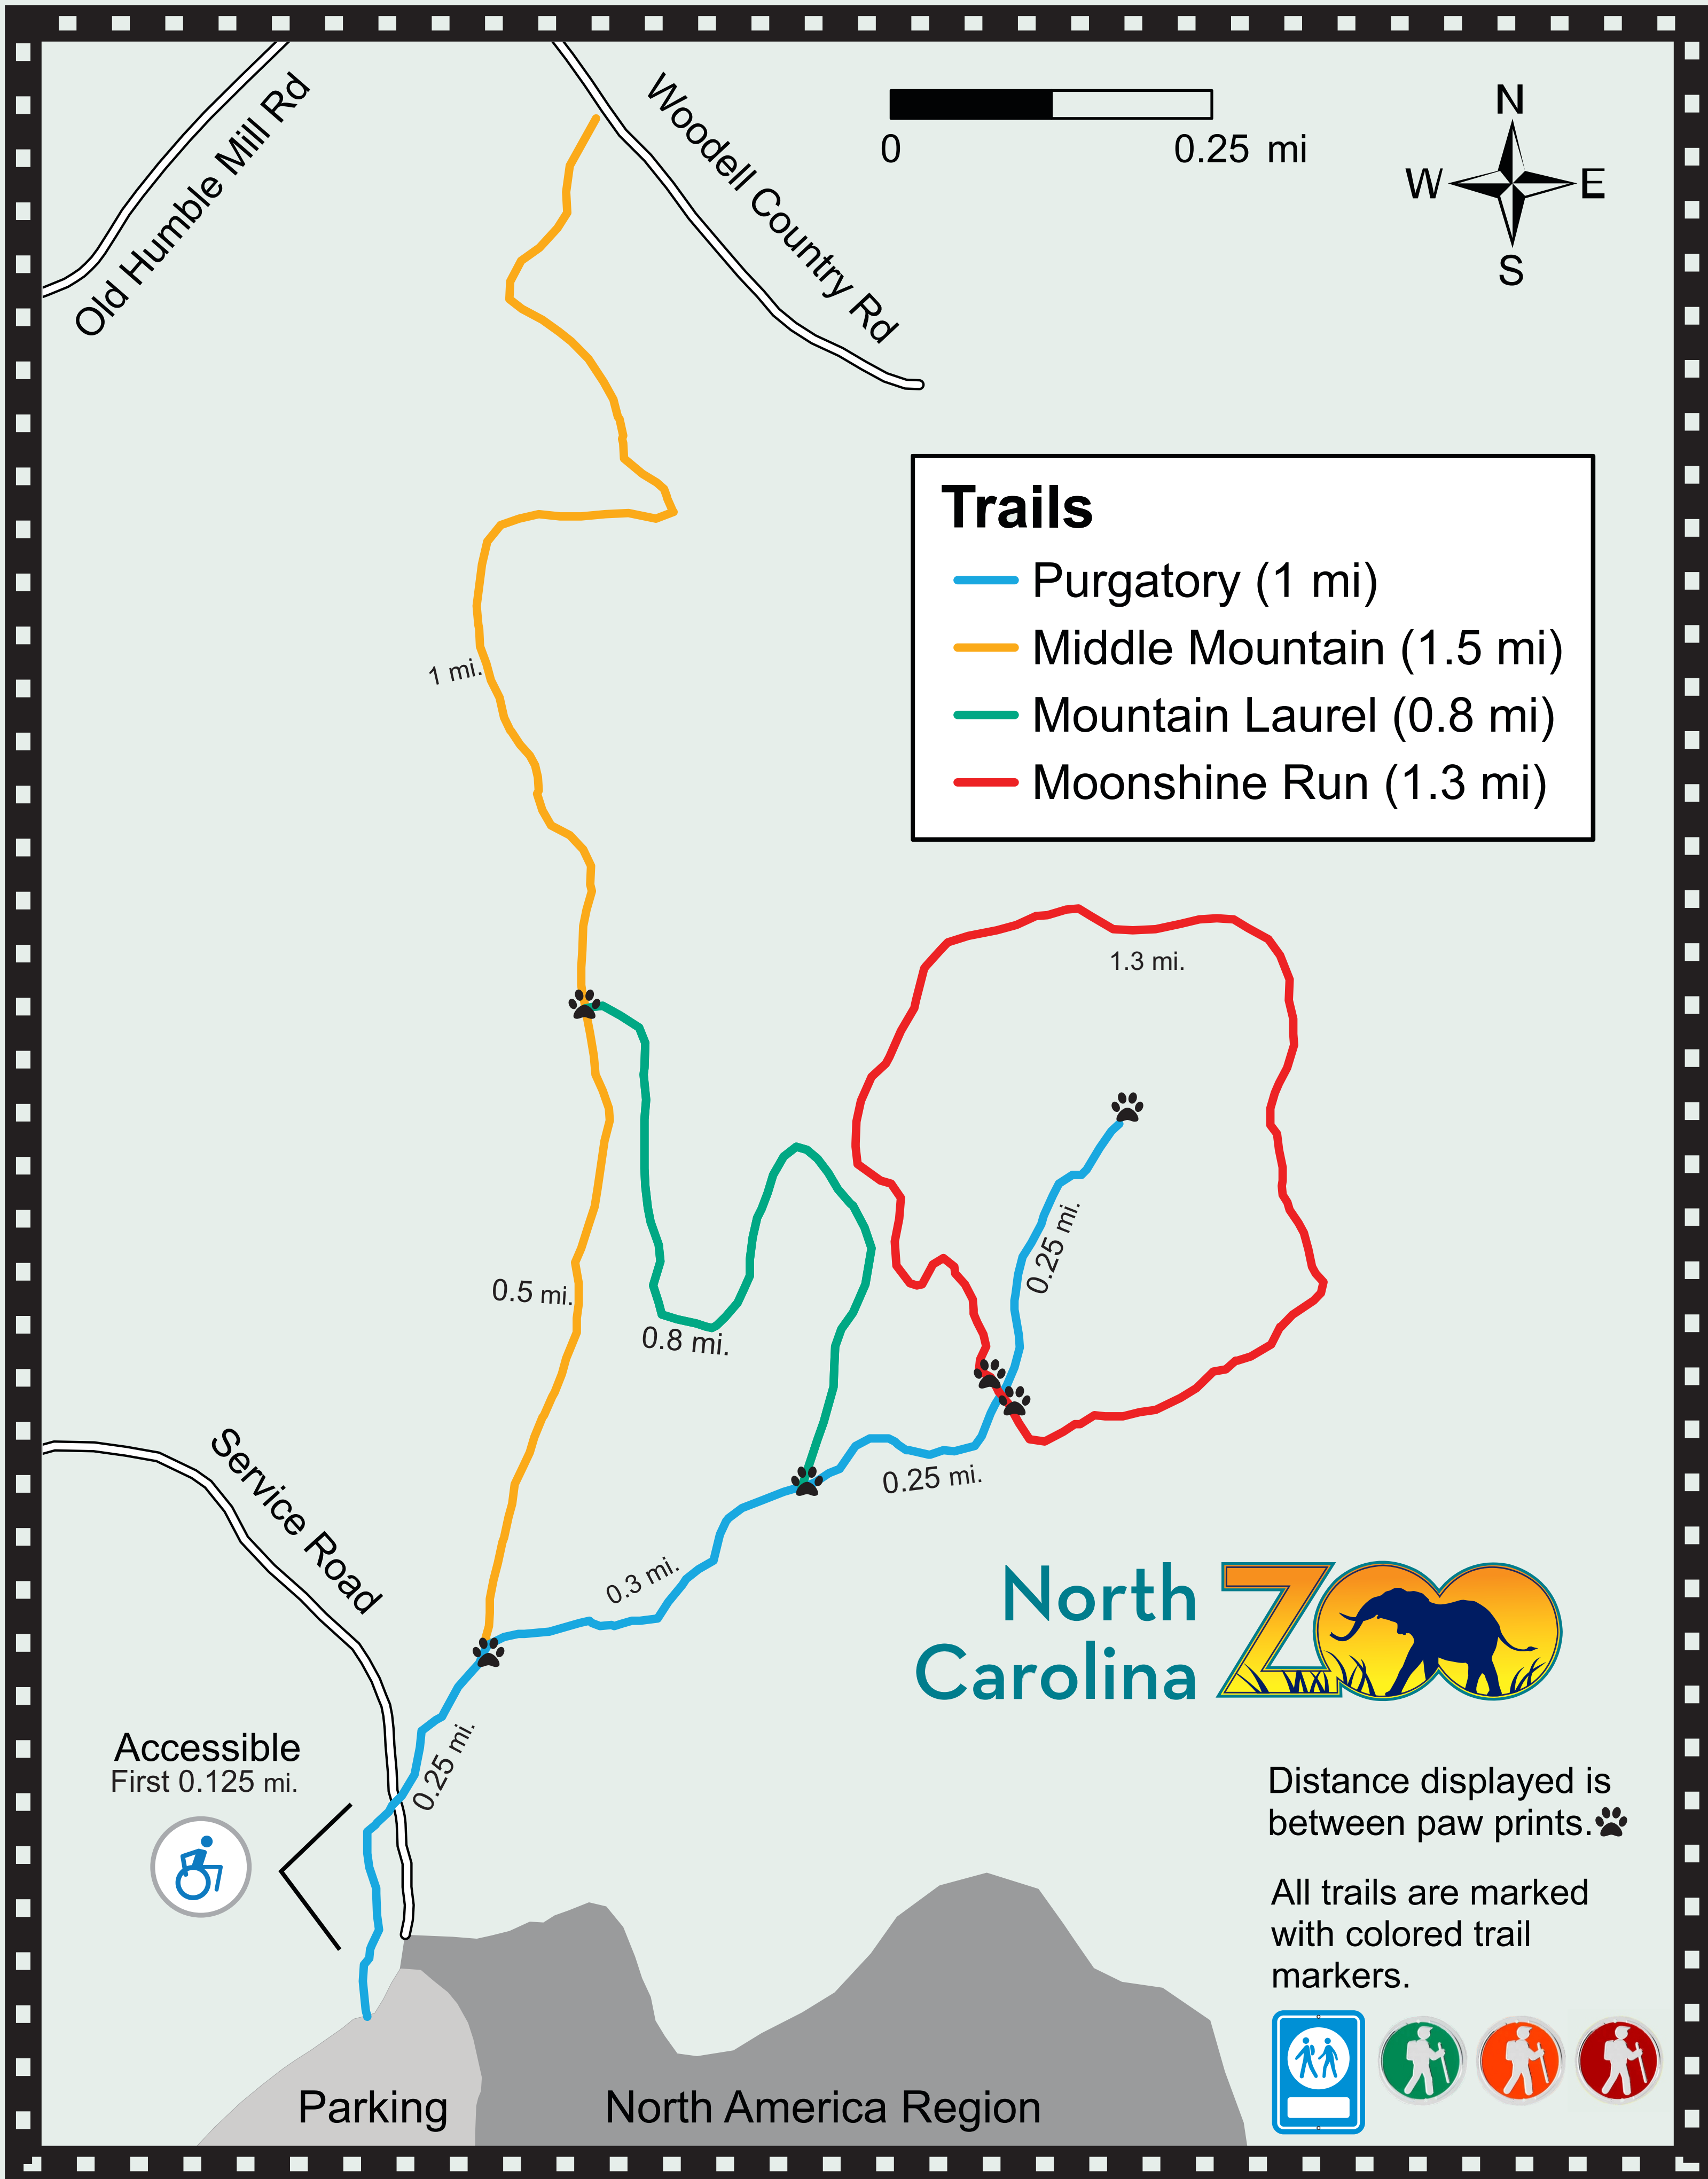 Old Humble Mill Rd
Woodell Country Rd
0
0.25 mi
N
W
E
S
Trails
Purgatory (1 mi)
Middle Mountain (1.5 mi)
Mountain Laurel (0.8 mi)
Moonshine Run (1.3 mi)
1 mi.
1.3 mi.
0.25 mi.
0.5 mi.
0.8 mi.
0.25 mi.
Service Road
0.3 mi.
North
Carolina
ZOO
0.25 mi.
Accessible
First 0.125 mi.
Distance displayed is
between paw prints.
All trails are marked
with colored trail
markers.
Parking
North America Region